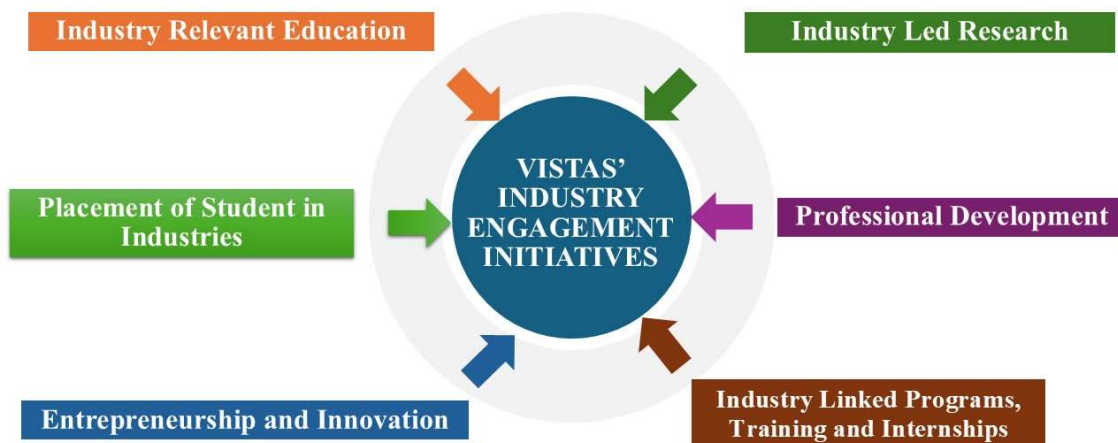 Industry Relevant Education
Industry Led Research
VISTAS’
INDUSTRY
ENGAGEMENT
INITIATIVES
Placement of Student in
Industries
Professional Development
Entrepreneurship and Innovation
Industry Linked Programs,
Training and Internships